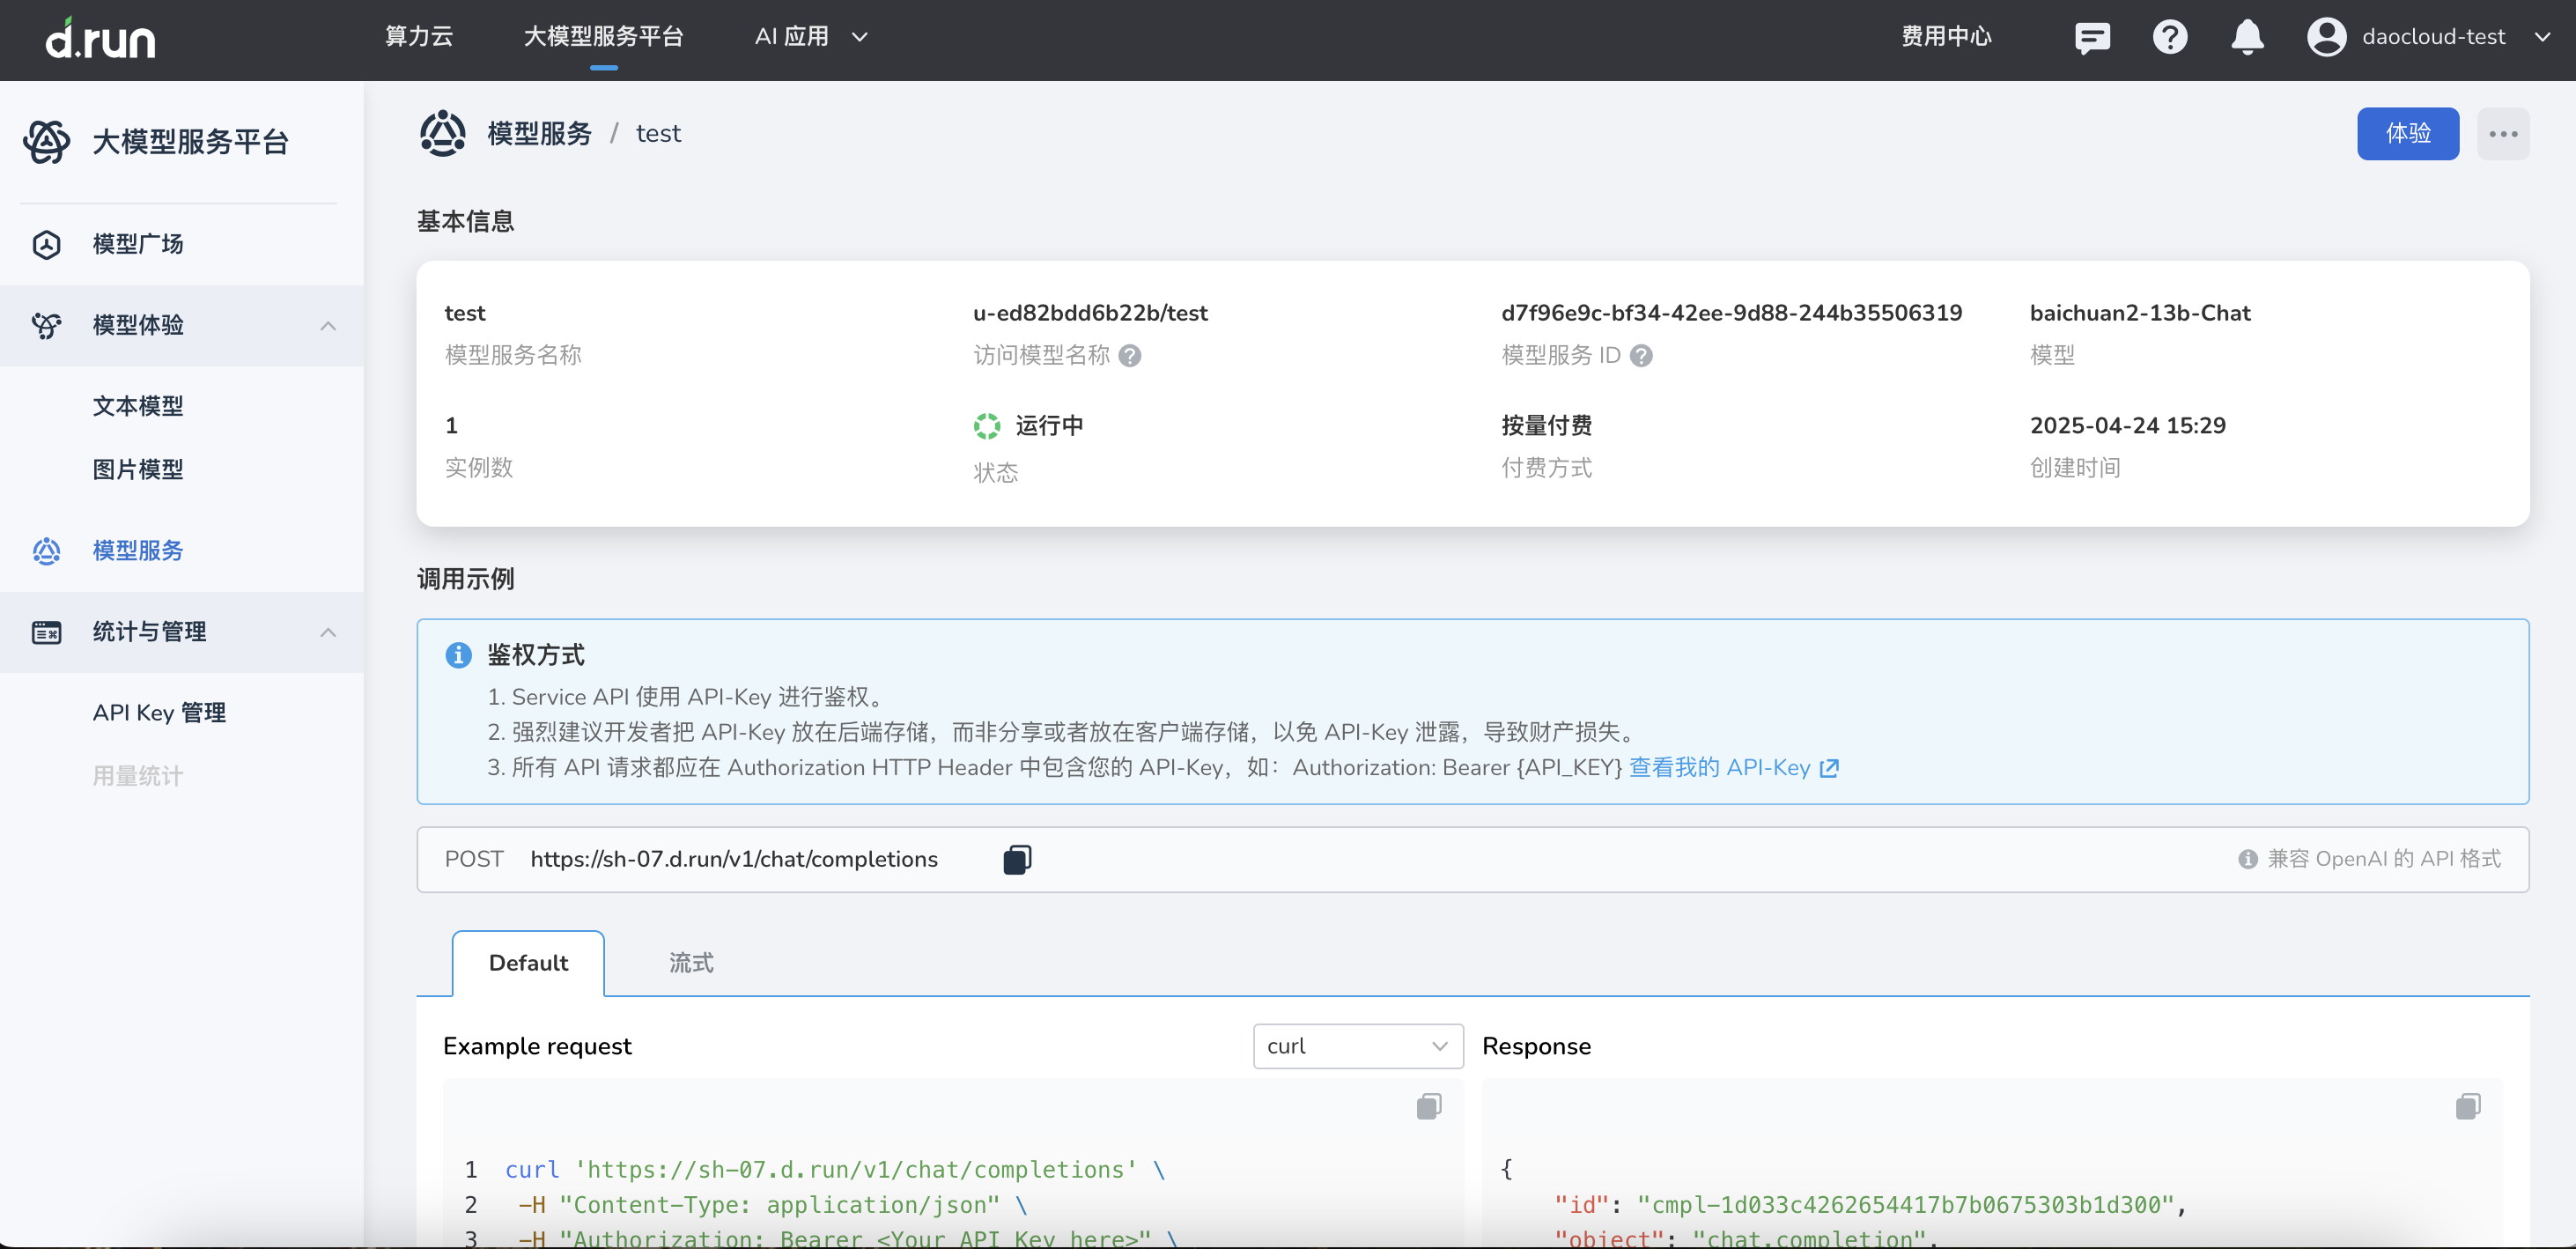 d.run
算力云
大模型服务平台
AI 应用
费用中心
daocloud-test
大模型服务平台
模型广场
模型体验
文本模型
图片模型
模型服务
统计与管理
API Key 管理
用量统计
模型服务 / test
体验
基本信息
test
模型服务名称
u-ed82bdd6b22b/test
访问模型名称
d7f96e9c-bf34-42ee-9d88-244b35506319
模型服务 ID
baichuan2-13b-Chat
模型
1
实例数
运行中
状态
按量付费
付费方式
2025-04-24 15:29
创建时间
调用示例
鉴权方式
1. Service API 使用 API-Key 进行鉴权。
2. 强烈建议开发者把 API-Key 放在后端存储，而非分享或者放在客户端存储，以免 API-Key 泄露，导致财产损失。
3. 所有 API 请求都应在 Authorization HTTP Header 中包含您的 API-Key，如：Authorization: Bearer {API_KEY} 查看我的 API-Key
POST https://sh-07.d.run/v1/chat/completions
兼容 OpenAI 的 API 格式
Default
流式
Example request
curl
Response
1 curl 'https://sh-07.d.run/v1/chat/completions' \
2 -H "Content-Type: application/json" \
3 -H "Authorization: Bearer <Your API Key here>" \
{
"id": "cmpl-1d033c4262654417b7b0675303b1d300",
"object": "chat.completion",